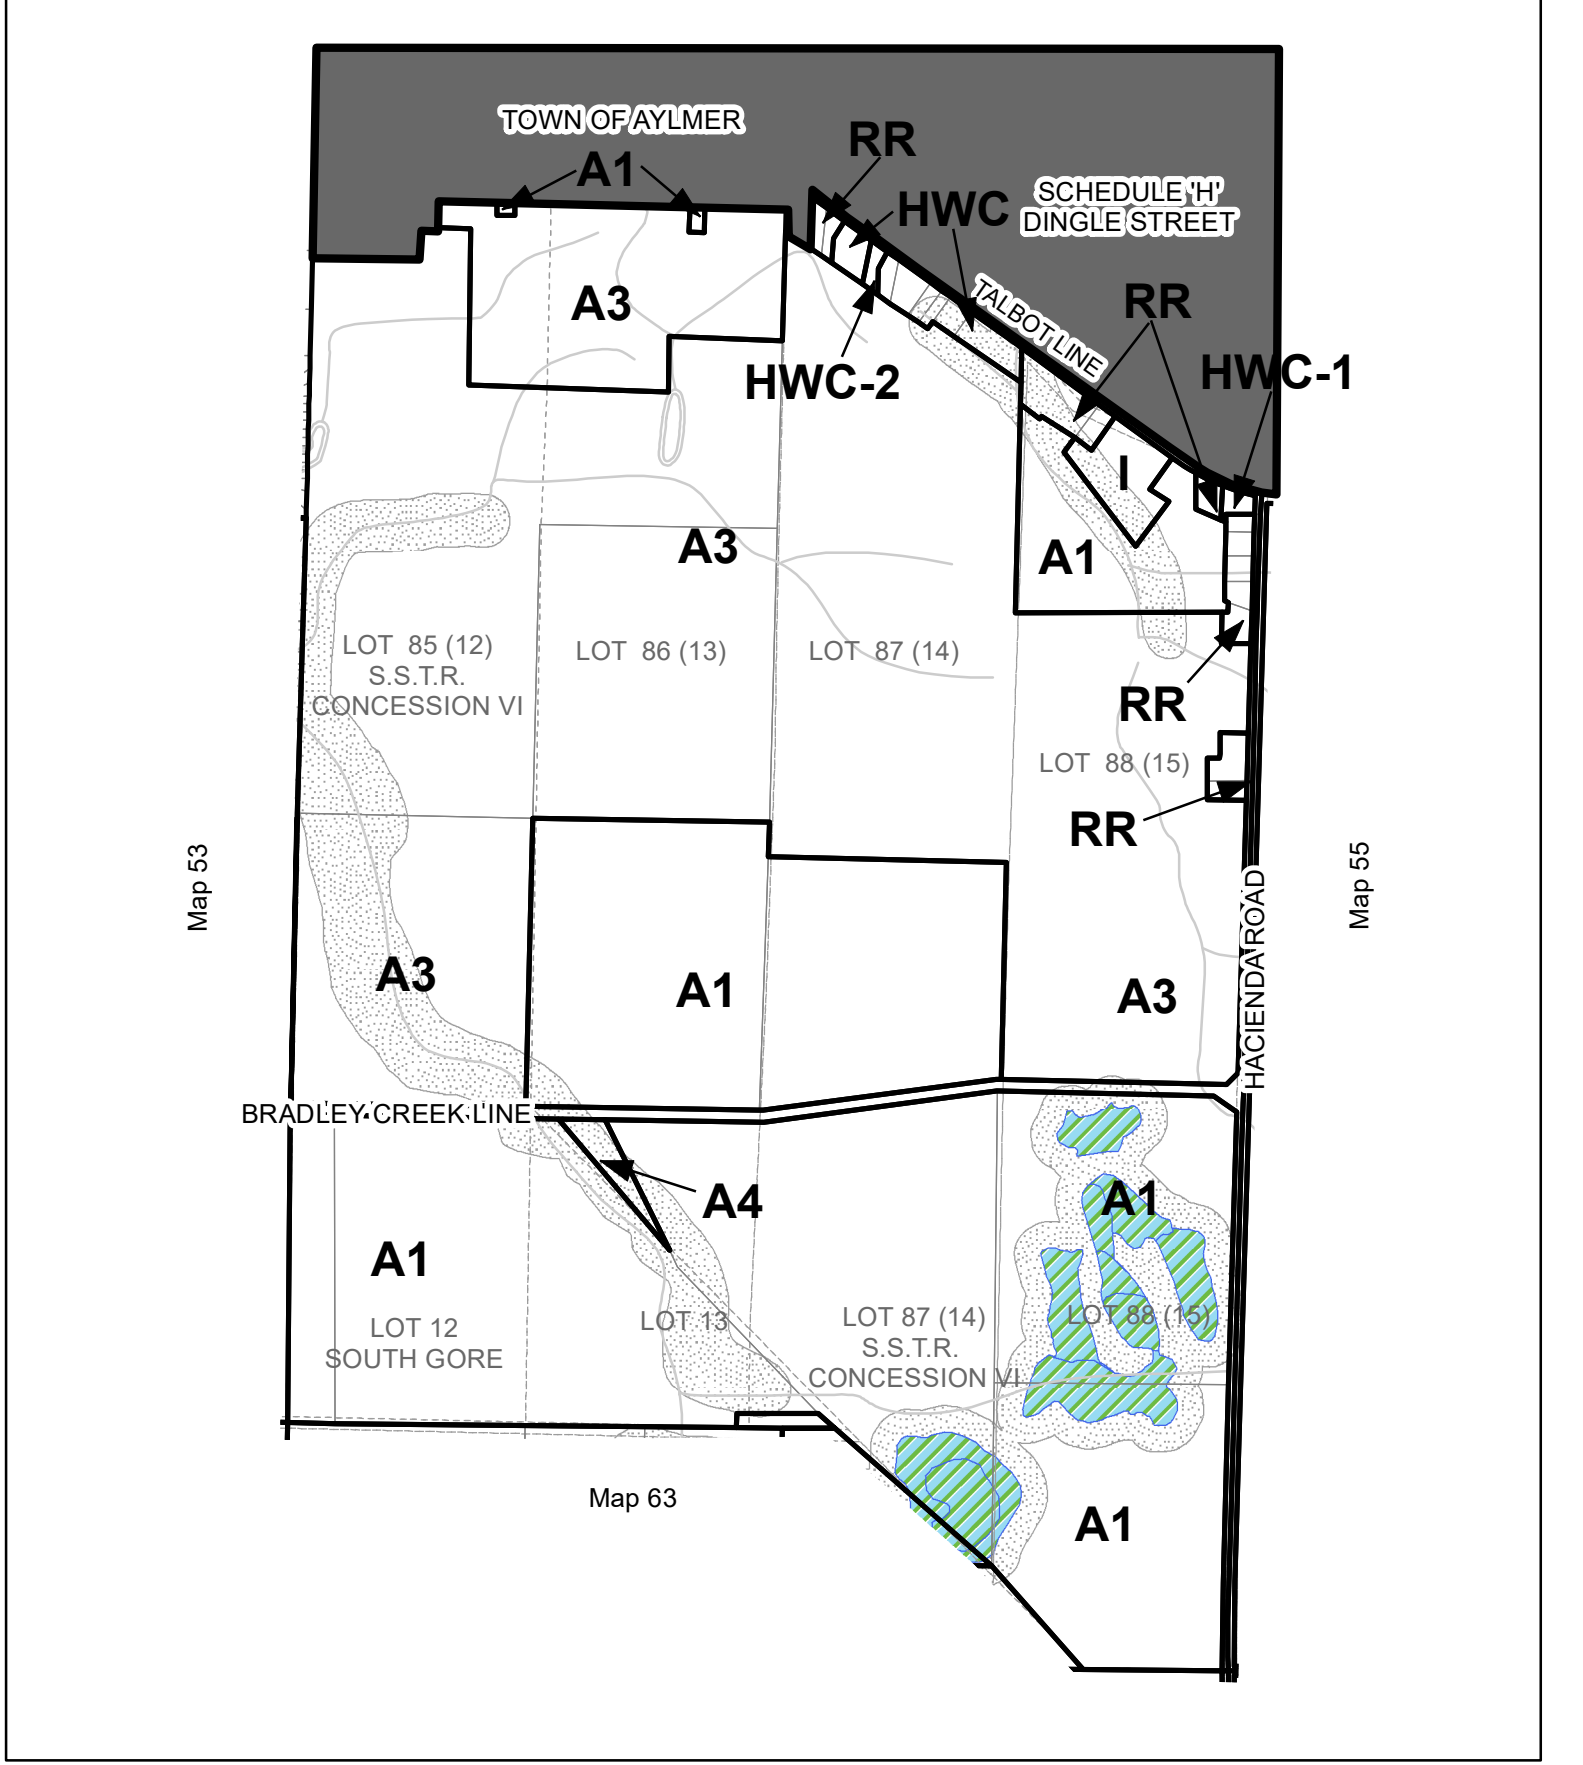 TOWN OF AYLMER
RR
A1
SCHEDULE 'H'
DINGLE STREET
HWC
TALBOT LINE
A3
RR
HWC-1
HWC-2
I
A3
A1
LOT 85 (12)
S.S.T.R.
CONCESSION VI
LOT 86 (13)
LOT 87 (14)
RR
LOT 88 (15)
RR
Map 53
Map 55
HACIENDA ROAD
A3
A1
A3
BRADLEY CREEK LINE
A4
A1
A1
LOT 12
SOUTH GORE
LOT 13
LOT 87 (14)
S.S.T.R.
CONCESSION VI
LOT 88 (15)
Map 63
A1